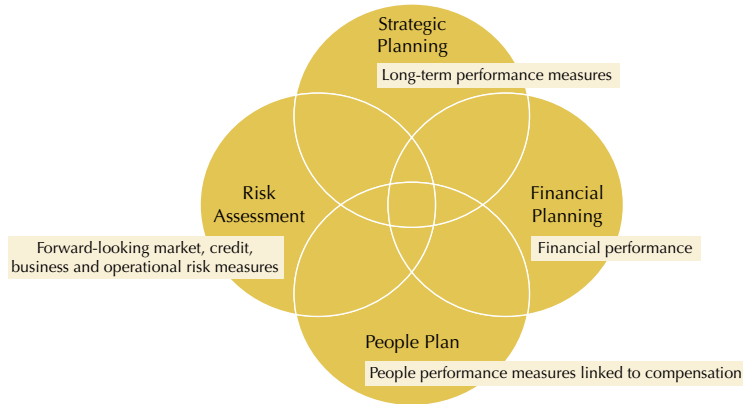 Strategic
Planning
Long-term performance measures
Risk
Assessment
Forward-looking market, credit,
business and operational risk measures
Financial
Planning
Financial performance
People Plan
People performance measures linked to compensation